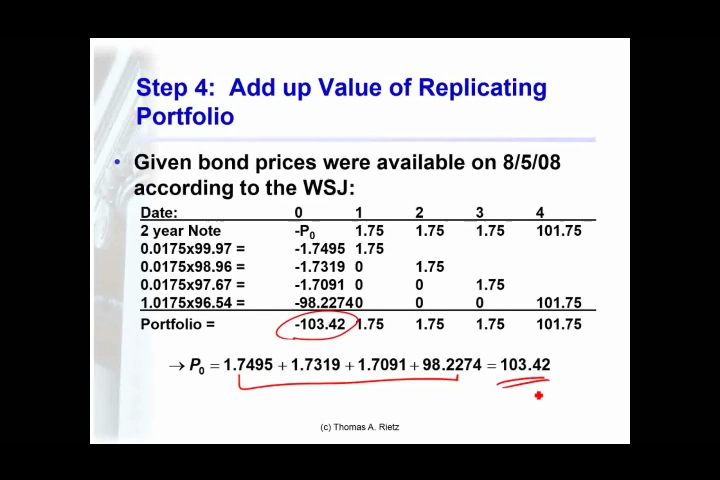 Step 4: Add up Value of Replicating
Portfolio
• Given bond prices were available on 8/5/08
according to the WSJ:
Date: 0 1 2 3 4
2 year Note -P0 1.75 1.75 1.75 101.75
0.0175x99.97 = -1.7495 1.75
0.0175x98.96 = -1.7319 0 1.75
0.0175x97.67 = -1.7091 0 0 1.75
1.0175x96.54 = -98.2274 0 0 0 101.75
Portfolio = -103.42 1.75 1.75 1.75 101.75
→ P0 = 1.7495 + 1.7319 + 1.7091 + 98.2274 = 103.42
(c) Thomas A. Rietz